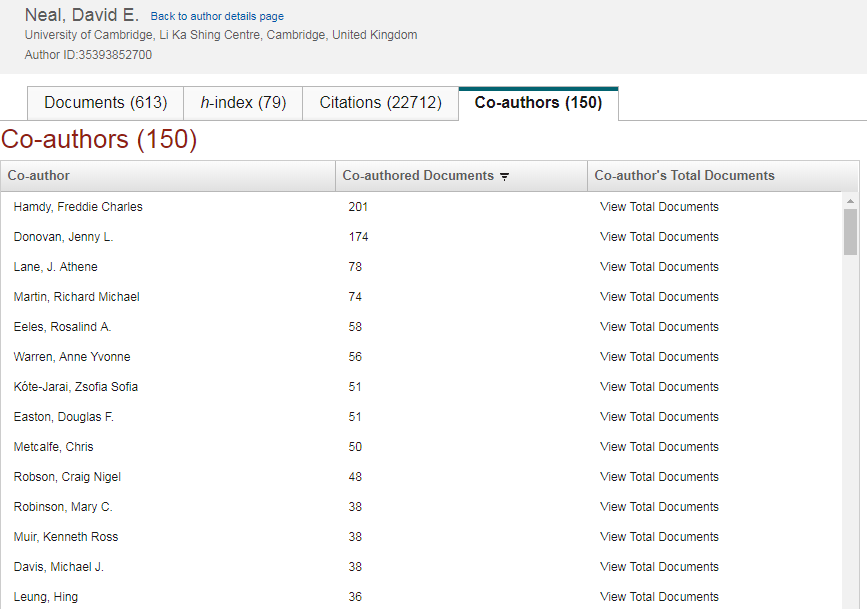 Neal, David E. Back to author details page
University of Cambridge, Li Ka Shing Centre, Cambridge, United Kingdom
Author ID:35393852700
Documents (613) h-index (79) Citations (22712) Co-authors (150)
Co-authors (150)
Co-author Co-authored Documents Co-author's Total Documents
Hamdy, Freddie Charles 201 View Total Documents
Donovan, Jenny L. 174 View Total Documents
Lane, J. Athene 78 View Total Documents
Martin, Richard Michael 74 View Total Documents
Eeles, Rosalind A. 58 View Total Documents
Warren, Anne Yvonne 56 View Total Documents
Kóte-Jarai, Zsofia Sofia 51 View Total Documents
Easton, Douglas F. 51 View Total Documents
Metcalfe, Chris 50 View Total Documents
Robson, Craig Nigel 48 View Total Documents
Robinson, Mary C. 38 View Total Documents
Muir, Kenneth Ross 38 View Total Documents
Davis, Michael J. 38 View Total Documents
Leung, Hing 36 View Total Documents